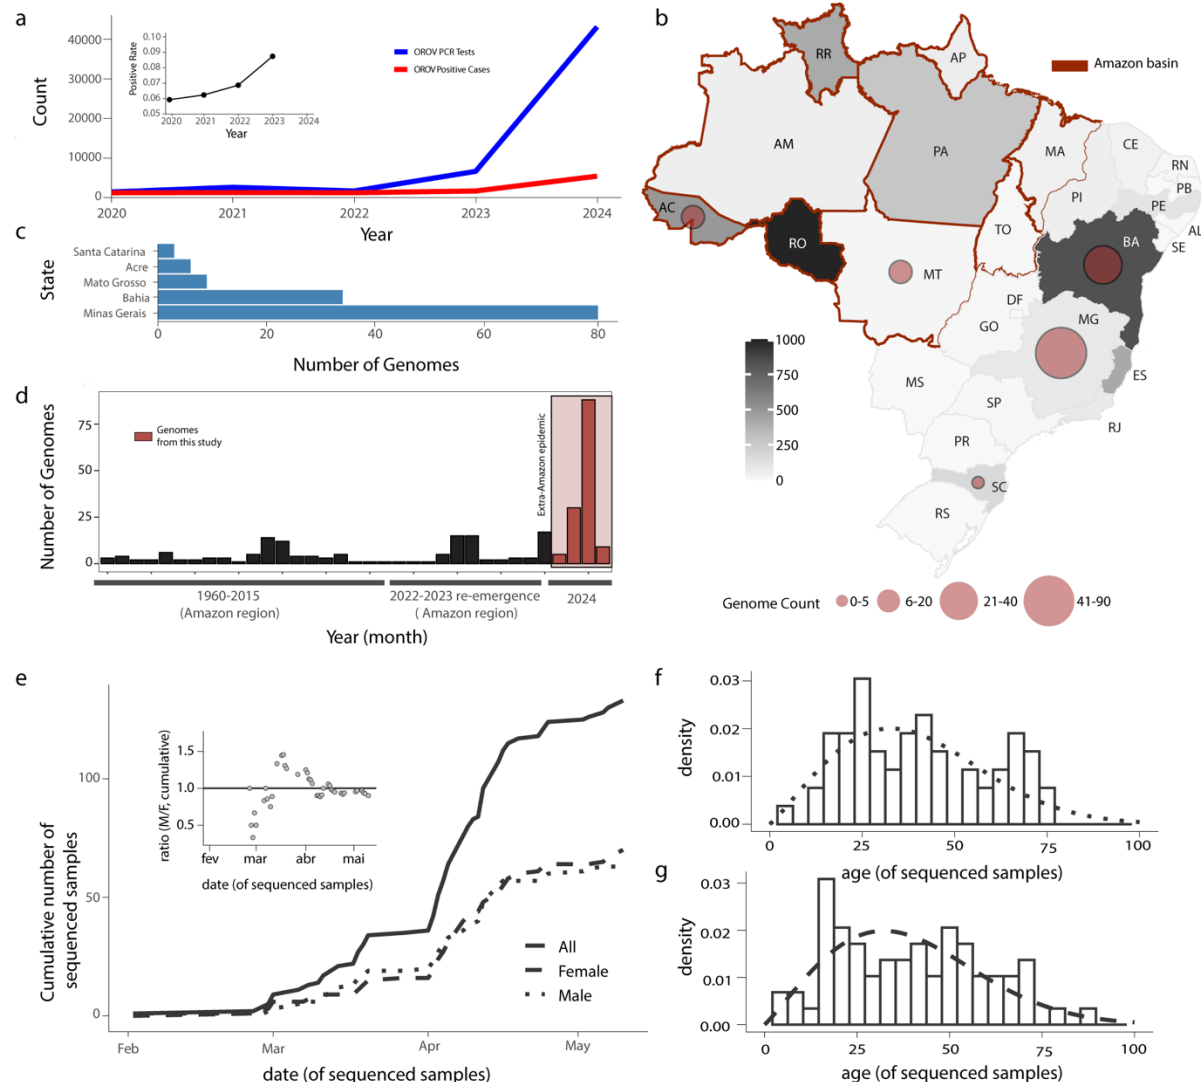 a
40000
30000
20000
10000
0
Count
2020
2021
2022
2023
2024
Year
0.10
0.09
0.08
0.07
0.06
0.05
Positive Rate
2020
2021
2022
2023
2024
Year
OROV PCR Tests
OROV Positive Cases
b
Amazon basin
RR
AP
AM
PA
MA
CE
RN
PB
PE
PI
AL
SE
AC
RO
TO
BA
MT
DF
GO
MG
ES
MS
SP
RJ
PR
SC
RS
1000
750
500
250
0
Genome Count
0-5
6-20
21-40
41-90
c
State
Santa Catarina
Acre
Mato Grosso
Bahia
Minas Gerais
0
20
40
60
80
Number of Genomes
d
Number of Genomes
75
50
25
0
Genomes
from this study
Extra-Amazon epidemic
1960-2015
(Amazon region)
2022-2023 re-emergence
( Amazon region)
2024
Year (month)
e
Cumulative number of
sequenced samples
100
50
0
Feb
Mar
Apr
May
date (of sequenced samples)
ratio (M/F, cumulative)
1.5
1.0
0.5
fev
mar
abr
mai
date (of sequenced samples)
All
Female
Male
f
density
0.03
0.02
0.01
0.00
0
25
50
75
100
age (of sequenced samples)
g
density
0.03
0.02
0.01
0.00
0
25
50
75
100
age (of sequenced samples)